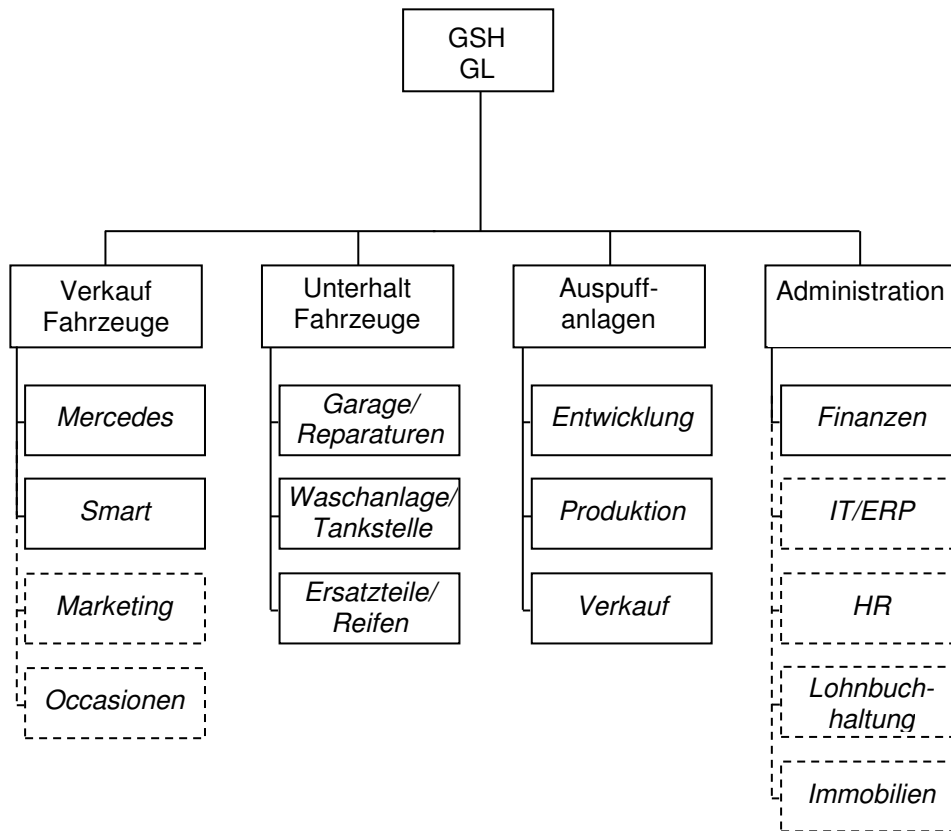 GSH
GL
Verkauf
Fahrzeuge
Mercedes
Smart
Marketing
Occasionen
Unterhalt
Fahrzeuge
Garage/
Reparaturen
Waschanlage/
Tankstelle
Ersatzteile/
Reifen
Auspuff-
anlagen
Entwicklung
Produktion
Verkauf
Administration
Finanzen
IT/ERP
HR
Lohnbuch-
haltung
Immobilien